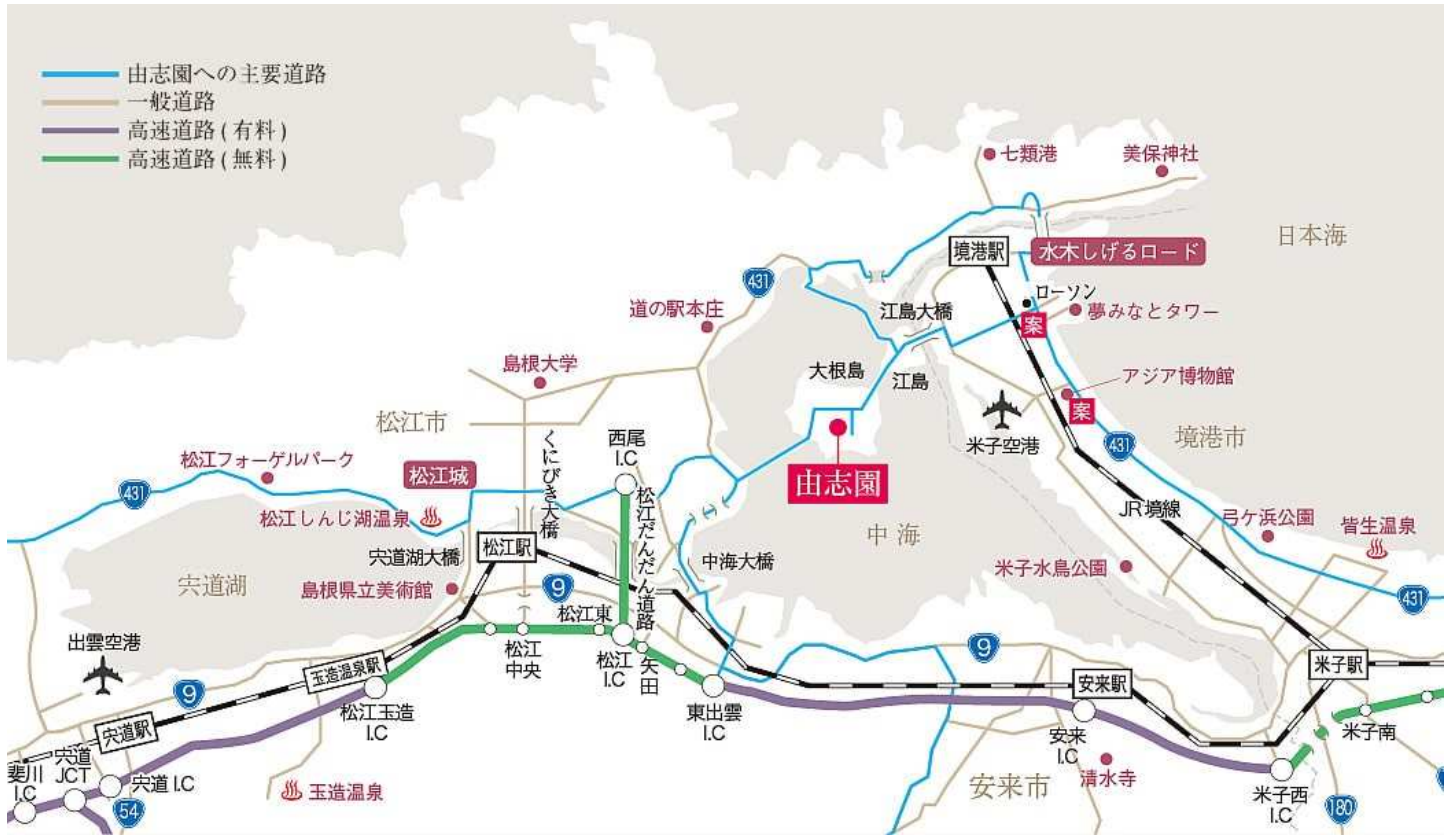 由志園への主要道路
一般道路
高速道路(有料)
高速道路(無料)
七類港
美保神社
日本海
境港駅
水木しげるロード
431
ローソン
道の駅本庄
江島大橋
夢みなとタワー
案
島根大学
大根島
江島
アジア博物館
松江市
案
米子空港
境港市
くにびき大橋
西尾
I.C
431
松江フォーゲルパーク
松江城
431
由志園
松江だんだん道路
JR境線
松江しんじ湖温泉
弓ケ浜公園
皆生温泉
中海
宍道湖大橋
松江駅
中海大橋
米子水鳥公園
宍道湖
島根県立美術館
9
431
松江東
出雲空港
松江
中央
松江
I.C
矢田
9
玉造温泉駅
米子駅
9
安来駅
松江玉造
I.C
東出雲
I.C
宍道駅
米子南
安来
I.C
宍道
JCT
斐川
I.C
宍道 I.C
清水寺
玉造温泉
安来市
米子西
I.C
54
180